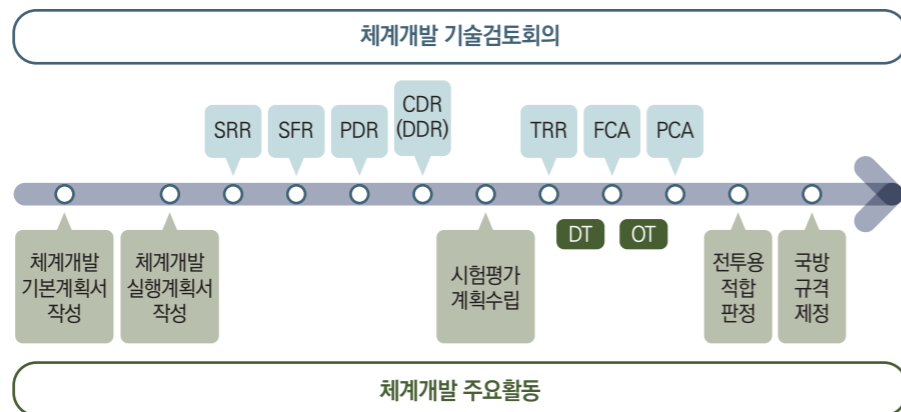 체계개발 기술검토회의
SRR
SFR
PDR
CDR
(DDR)
TRR
FCA
PCA
DT
OT
체계개발
기본계획서
작성
체계개발
실행계획서
작성
시험평가
계획수립
전투용
적합
판정
국방
규격
제정
체계개발 주요활동